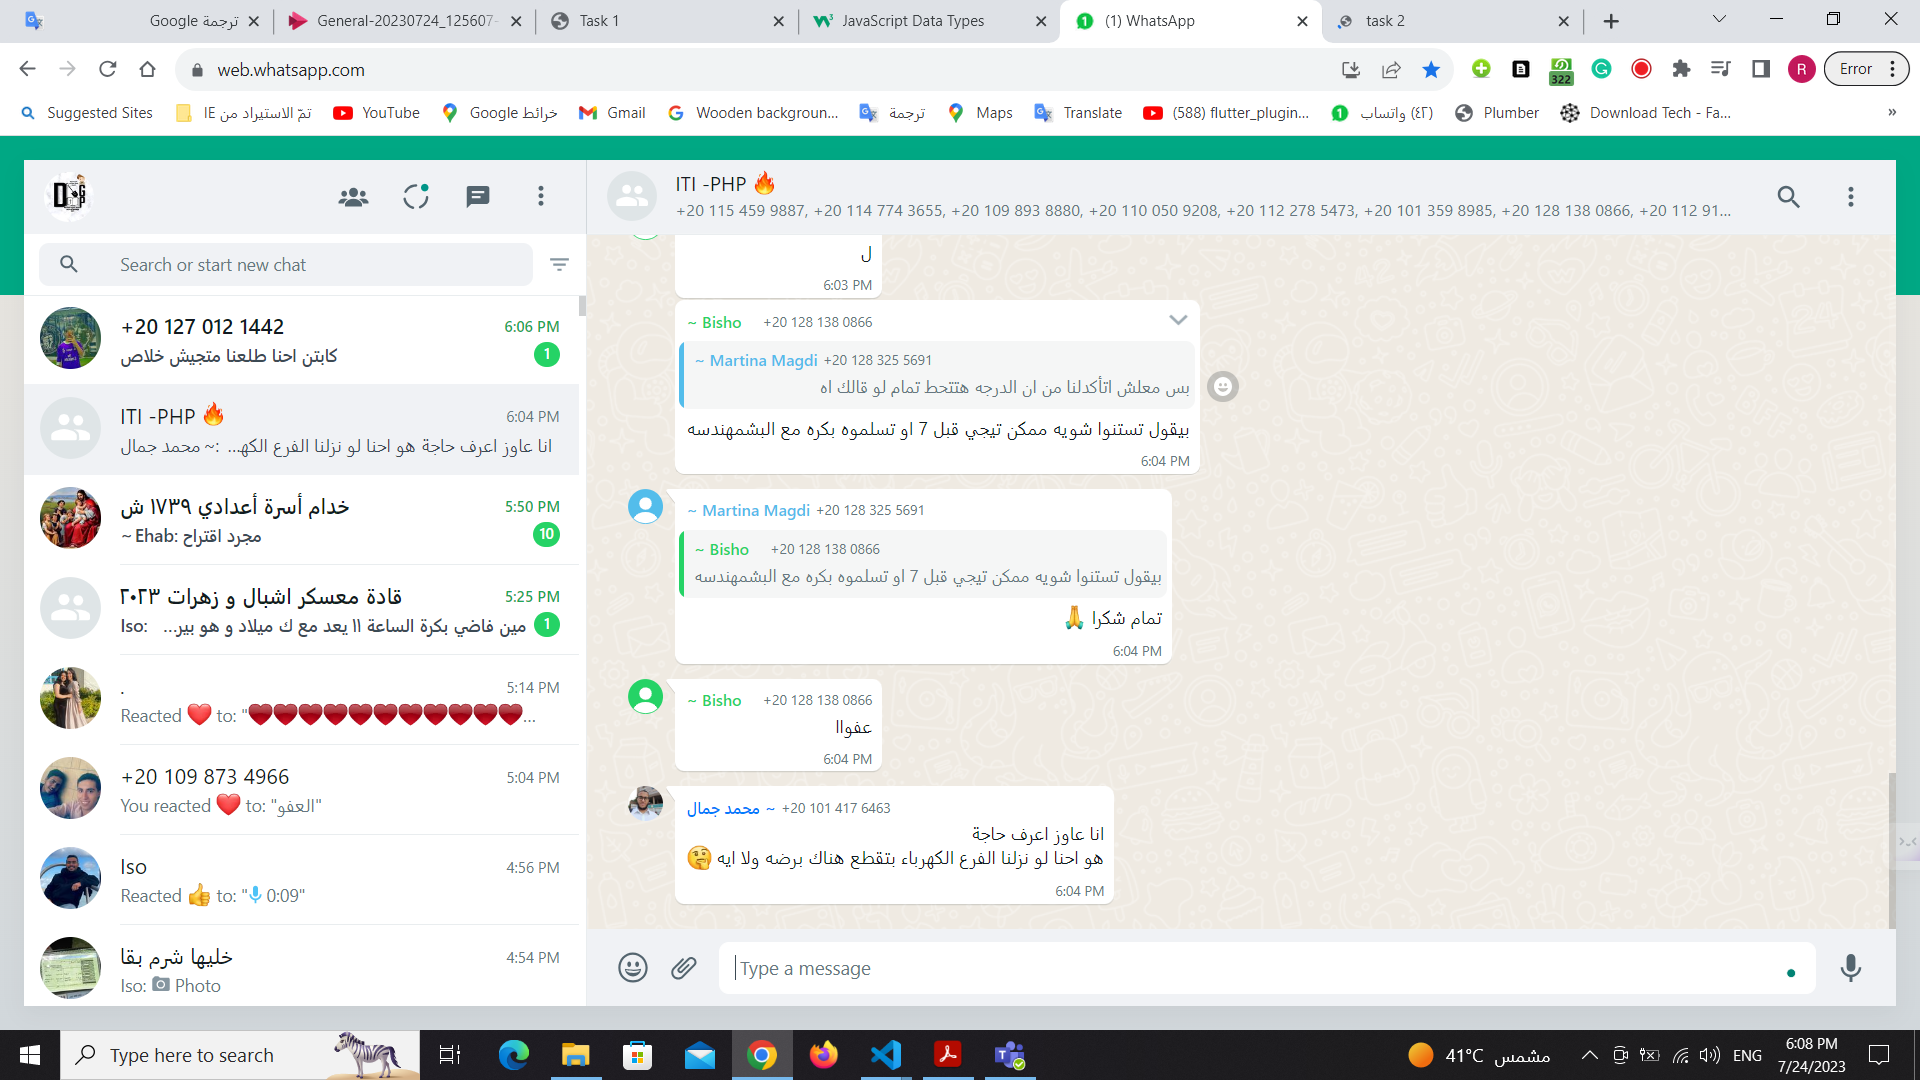 ترجمة Google
General-20230724_125607-
Task 1
JavaScript Data Types
(1) WhatsApp
task 2
web.whatsapp.com
322
R
Error
Suggested Sites
تمّ الاستيراد من IE
YouTube
خرائط Google
Gmail
Wooden backgroun...
ترجمة
Maps
Translate
(588) flutter_plugin...
(٤٢) واتساب
Plumber
Download Tech - Fa...
Search or start new chat
+20 127 012 1442
6:06 PM
كابتن احنا طلعنا متجيش خلاص
1
ITI -PHP 🔥
6:04 PM
محمد جمال ~: انا عاوز اعرف حاجة هو احنا لو نزلنا الفرع الكه...
خدام أسرة أعدادي ١٧٣٩ ش
5:50 PM
~ Ehab: مجرد اقتراح
10
قادة معسكر اشبال و زهرات ٢٠٢٣
5:25 PM
Iso: مين فاضي بكرة الساعة ١١ يعد مع ك ميلاد و هو بير...
1
.
5:14 PM
Reacted ❤️ to: "❤️❤️❤️❤️❤️❤️❤️❤️❤️❤️❤️...
+20 109 873 4966
5:04 PM
You reacted ❤️ to: "العفو"
Iso
4:56 PM
Reacted 👍 to: "🎤 0:09"
خليها شرم بقا
4:54 PM
Iso: 📷 Photo
ITI -PHP 🔥
+20 115 459 9887, +20 114 774 3655, +20 109 893 8880, +20 110 050 9208, +20 112 278 5473, +20 101 359 8985, +20 128 138 0866, +20 112 91...
ل
6:03 PM
~ Bisho +20 128 138 0866
~ Martina Magdi +20 128 325 5691
بس معلش اتأكدلنا من ان الدرجه هتتحط تمام لو قالك اه
بيقول تستنوا شويه ممكن تيجي قبل 7 او تسلموه بكره مع البشمهندسه
6:04 PM
~ Martina Magdi +20 128 325 5691
~ Bisho +20 128 138 0866
بيقول تستنوا شويه ممكن تيجي قبل 7 او تسلموه بكره مع البشمهندسه
تمام شكرا 🙏
6:04 PM
~ Bisho +20 128 138 0866
عفواا
6:04 PM
محمد جمال ~ +20 101 417 6463
انا عاوز اعرف حاجة
هو احنا لو نزلنا الفرع الكهرباء بتقطع هناك برضه ولا ايه 🤔
6:04 PM
Type a message
Type here to search
41°C مشمس
ENG
6:08 PM
7/24/2023